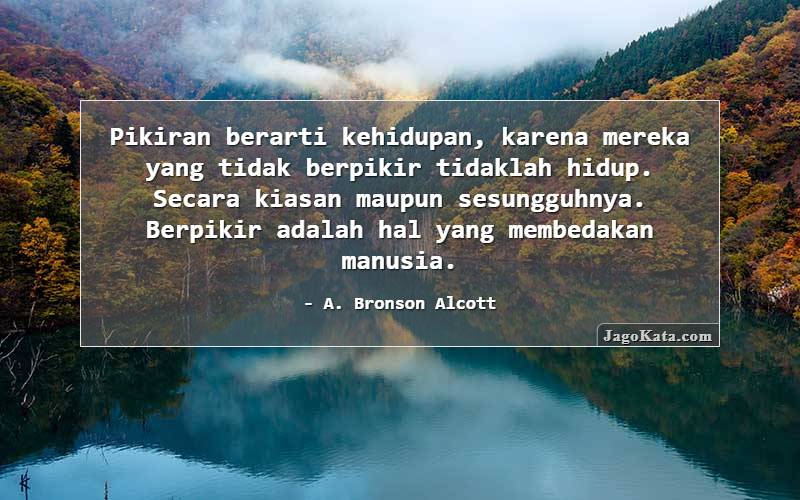 Pikiran berarti kehidupan, karena mereka
yang tidak berpikir tidaklah hidup.
Secara kiasan maupun sesungguhnya.
Berpikir adalah hal yang membedakan
manusia.
- A. Bronson Alcott
JagoKata.com